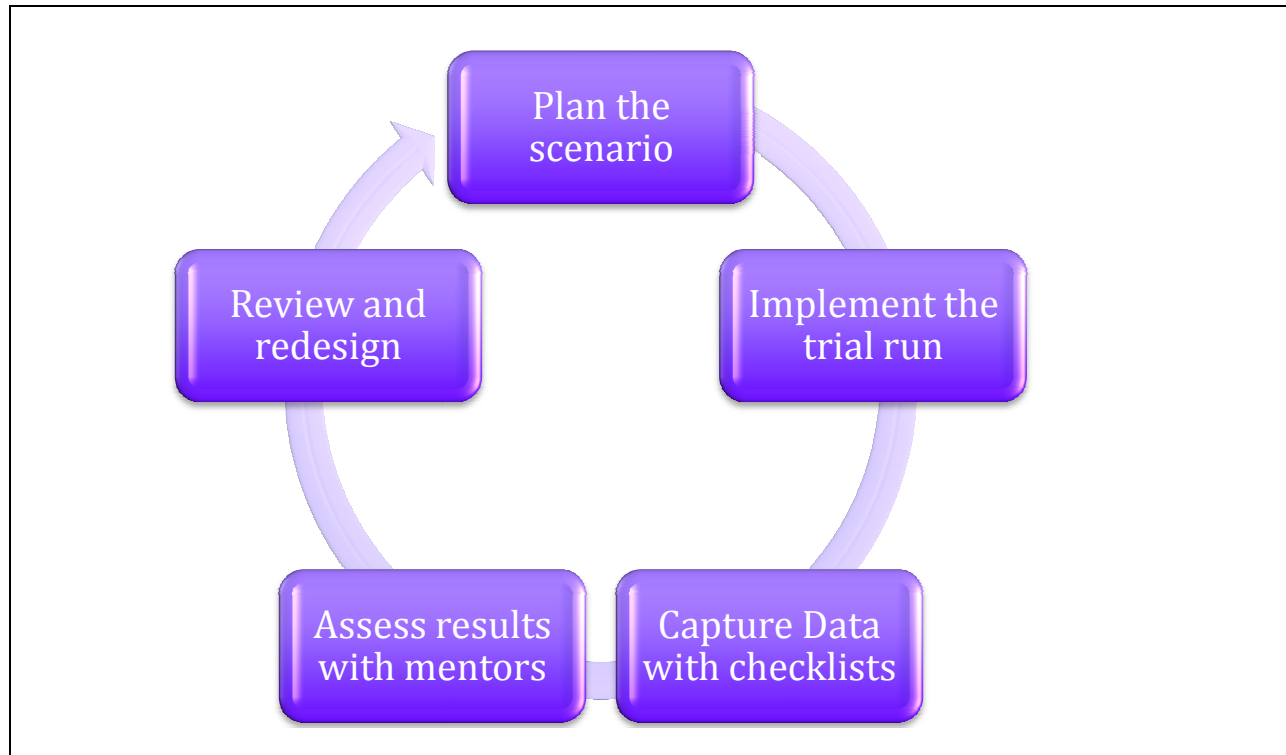 Plan the
scenario
Implement the
trial run
Capture Data
with checklists
Assess results
with mentors
Review and
redesign